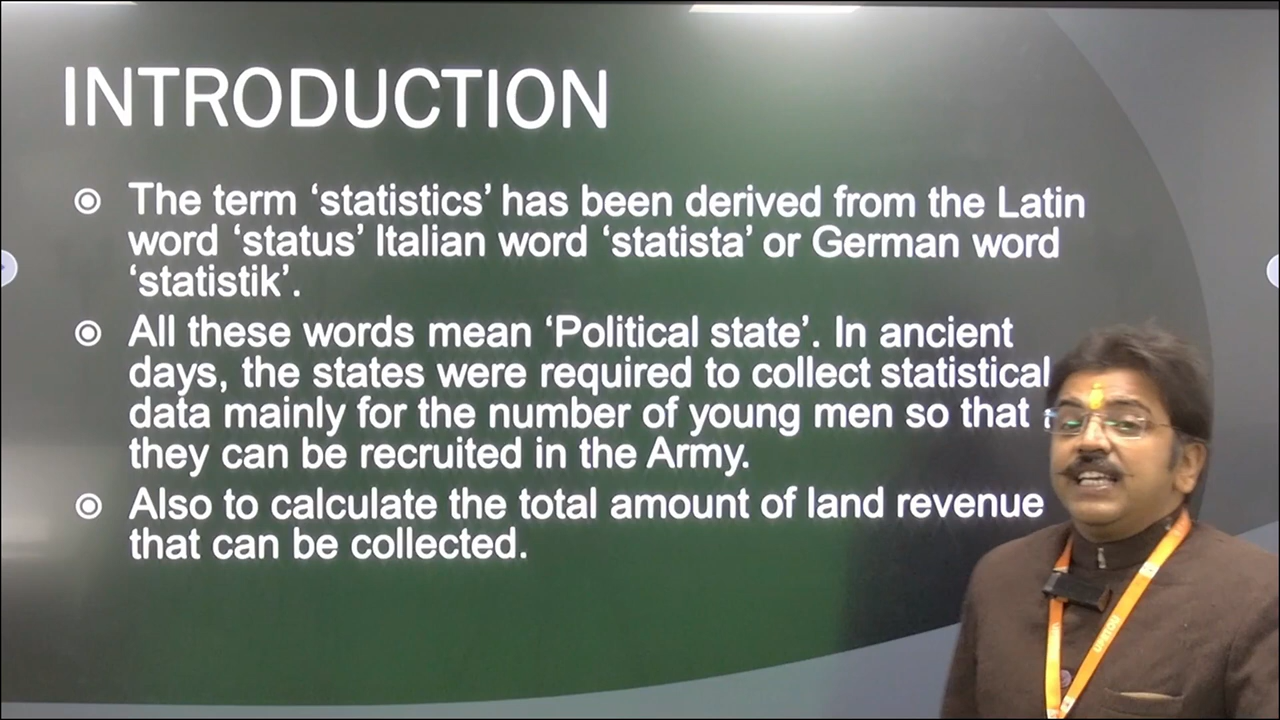 INTRODUCTION
The term ‘statistics’ has been derived from the Latin
word ‘status’ Italian word ‘statista’ or German word
‘statistik’.
All these words mean ‘Political state’. In ancient
days, the states were required to collect statistical
data mainly for the number of young men so that
they can be recruited in the Army.
Also to calculate the total amount of land revenue
that can be collected.
UPRTOU